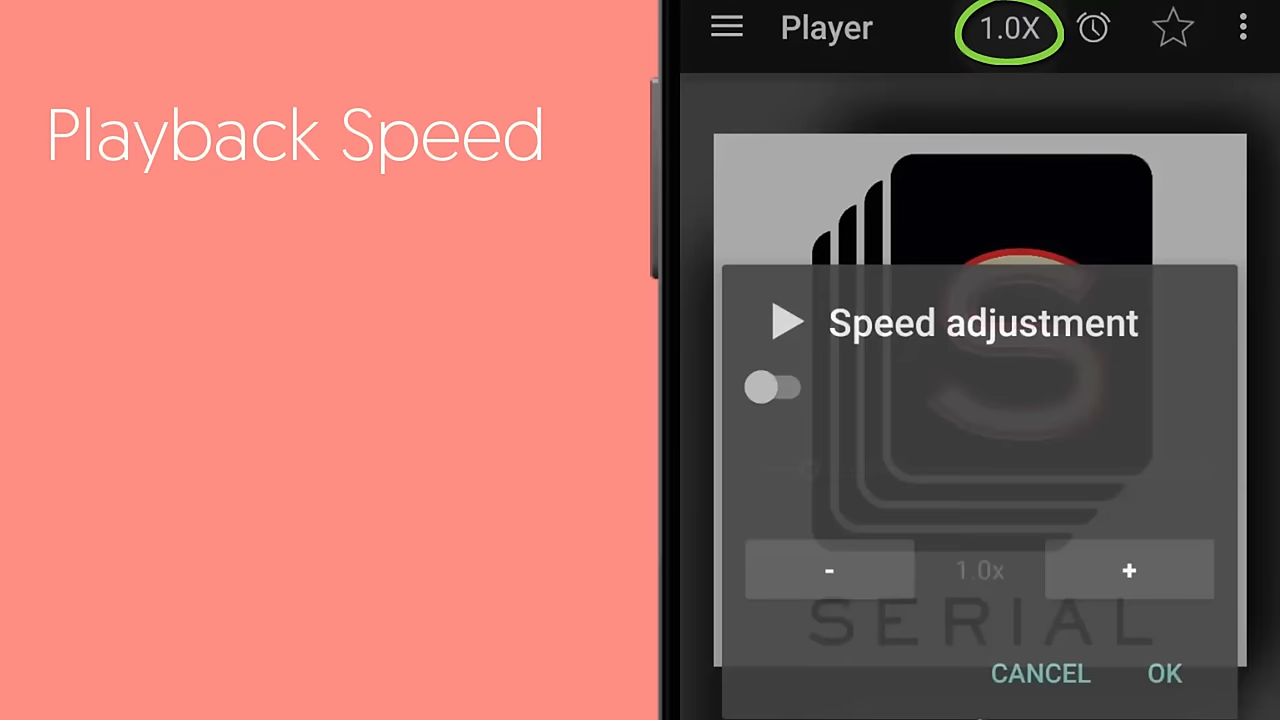 Playback Speed
Player 1.0X
Speed adjustment
- 1.0x +
SERIAL
CANCEL OK